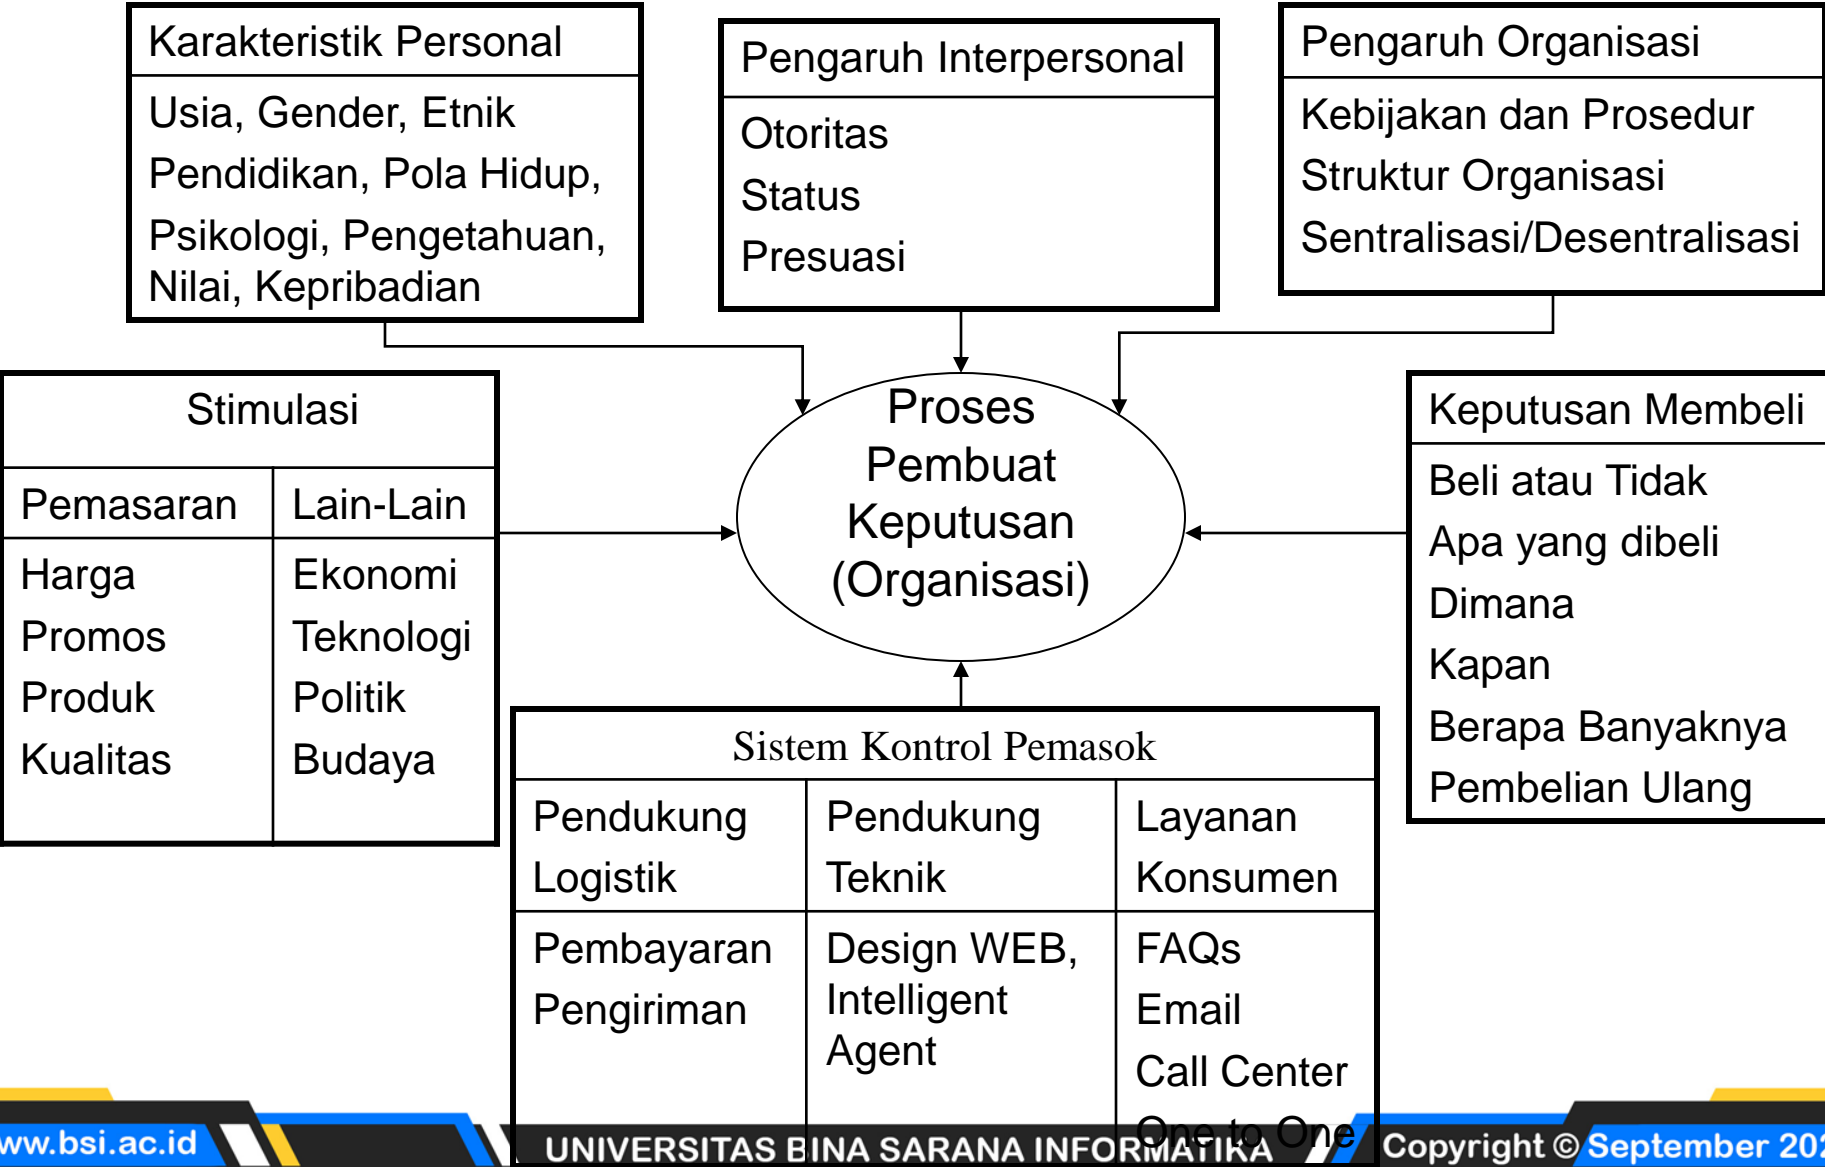 Karakteristik Personal
Usia, Gender, Etnik
Pendidikan, Pola Hidup,
Psikologi, Pengetahuan,
Nilai, Kepribadian
Pengaruh Interpersonal
Otoritas
Status
Presuasi
Pengaruh Organisasi
Kebijakan dan Prosedur
Struktur Organisasi
Sentralisasi/Desentralisasi
Stimulasi
Pemasaran
Harga
Promos
Produk
Kualitas
Lain-Lain
Ekonomi
Teknologi
Politik
Budaya
Proses
Pembuat
Keputusan
(Organisasi)
Keputusan Membeli
Beli atau Tidak
Apa yang dibeli
Dimana
Kapan
Berapa Banyaknya
Pembelian Ulang
Sistem Kontrol Pemasok
Pendukung
Logistik
Pembayaran
Pengiriman
Pendukung
Teknik
Design WEB,
Intelligent
Agent
Layanan
Konsumen
FAQs
Email
Call Center
One to One
ww.bsi.ac.id
UNIVERSITAS BINA SARANA INFORMATIKA
Copyright © September